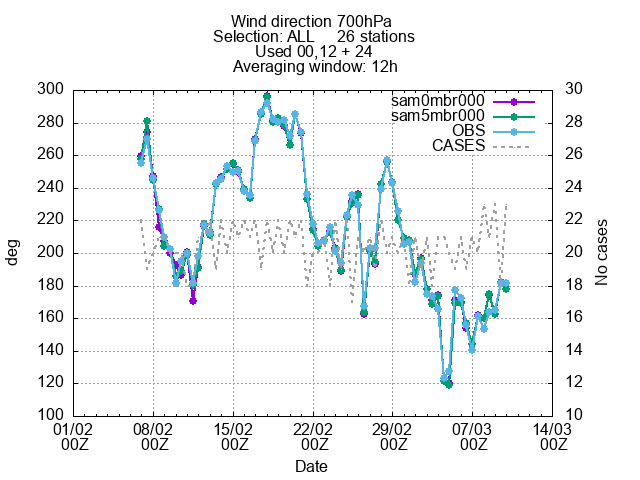 Wind direction 700hPa
Selection: ALL 26 stations
Used 00,12 + 24
Averaging window: 12h
300 30
280 28
260 26
240 24
220 22
200 20
180 18
160 16
140 14
120 12
100 10
sam0mbr000
sam5mbr000
OBS
CASES
deg
No cases
01/02 08/02 15/02 22/02 29/02 07/03 14/03
00Z 00Z 00Z 00Z 00Z 00Z 00Z
Date